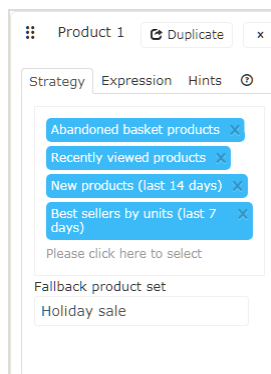 Product 1 Duplicate x
Strategy Expression Hints ?
Abandoned basket products X
Recently viewed products X
New products (last 14 days) X
Best sellers by units (last 7 X
days)
Please click here to select
Fallback product set
Holiday sale